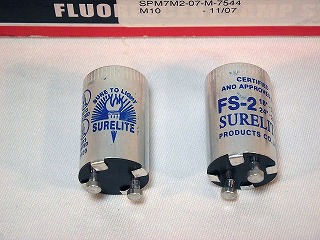 SPM7M2-07-M-7544
M10 - 11/07
FLUO
SURE TO LIGHT
SURELITE
CERTIFIED
AND APPROVED
FS-2
SURELITE
PRODUCTS CO